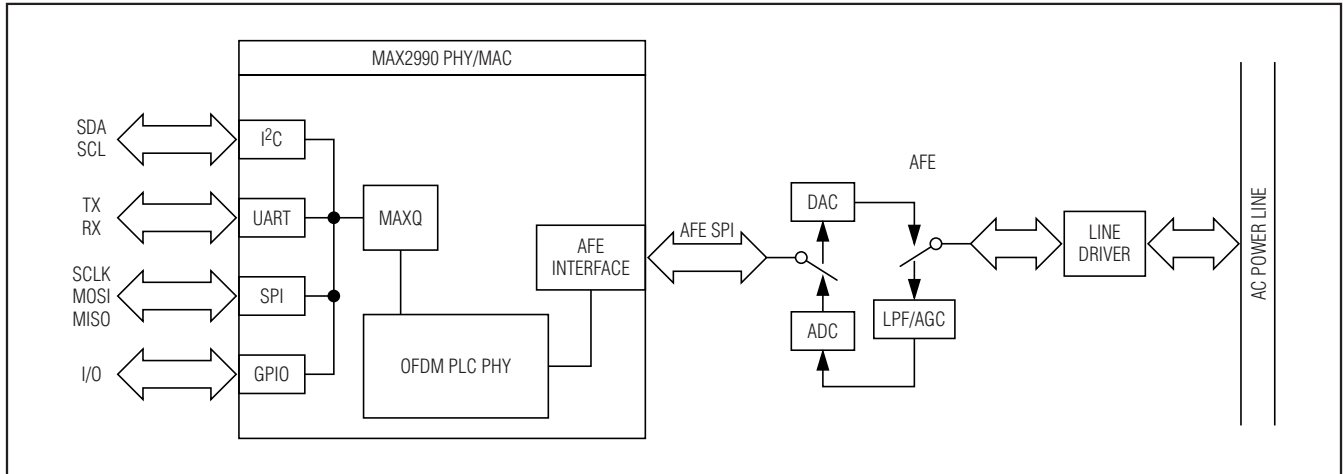 MAX2990 PHY/MAC
SDA
SCL
I²C
TX
RX
UART
MAXQ
SCLK
MOSI
MISO
SPI
I/O
GPIO
OFDM PLC PHY
AFE
INTERFACE
AFE SPI
AFE
DAC
ADC
LPF/AGC
LINE
DRIVER
AC POWER LINE